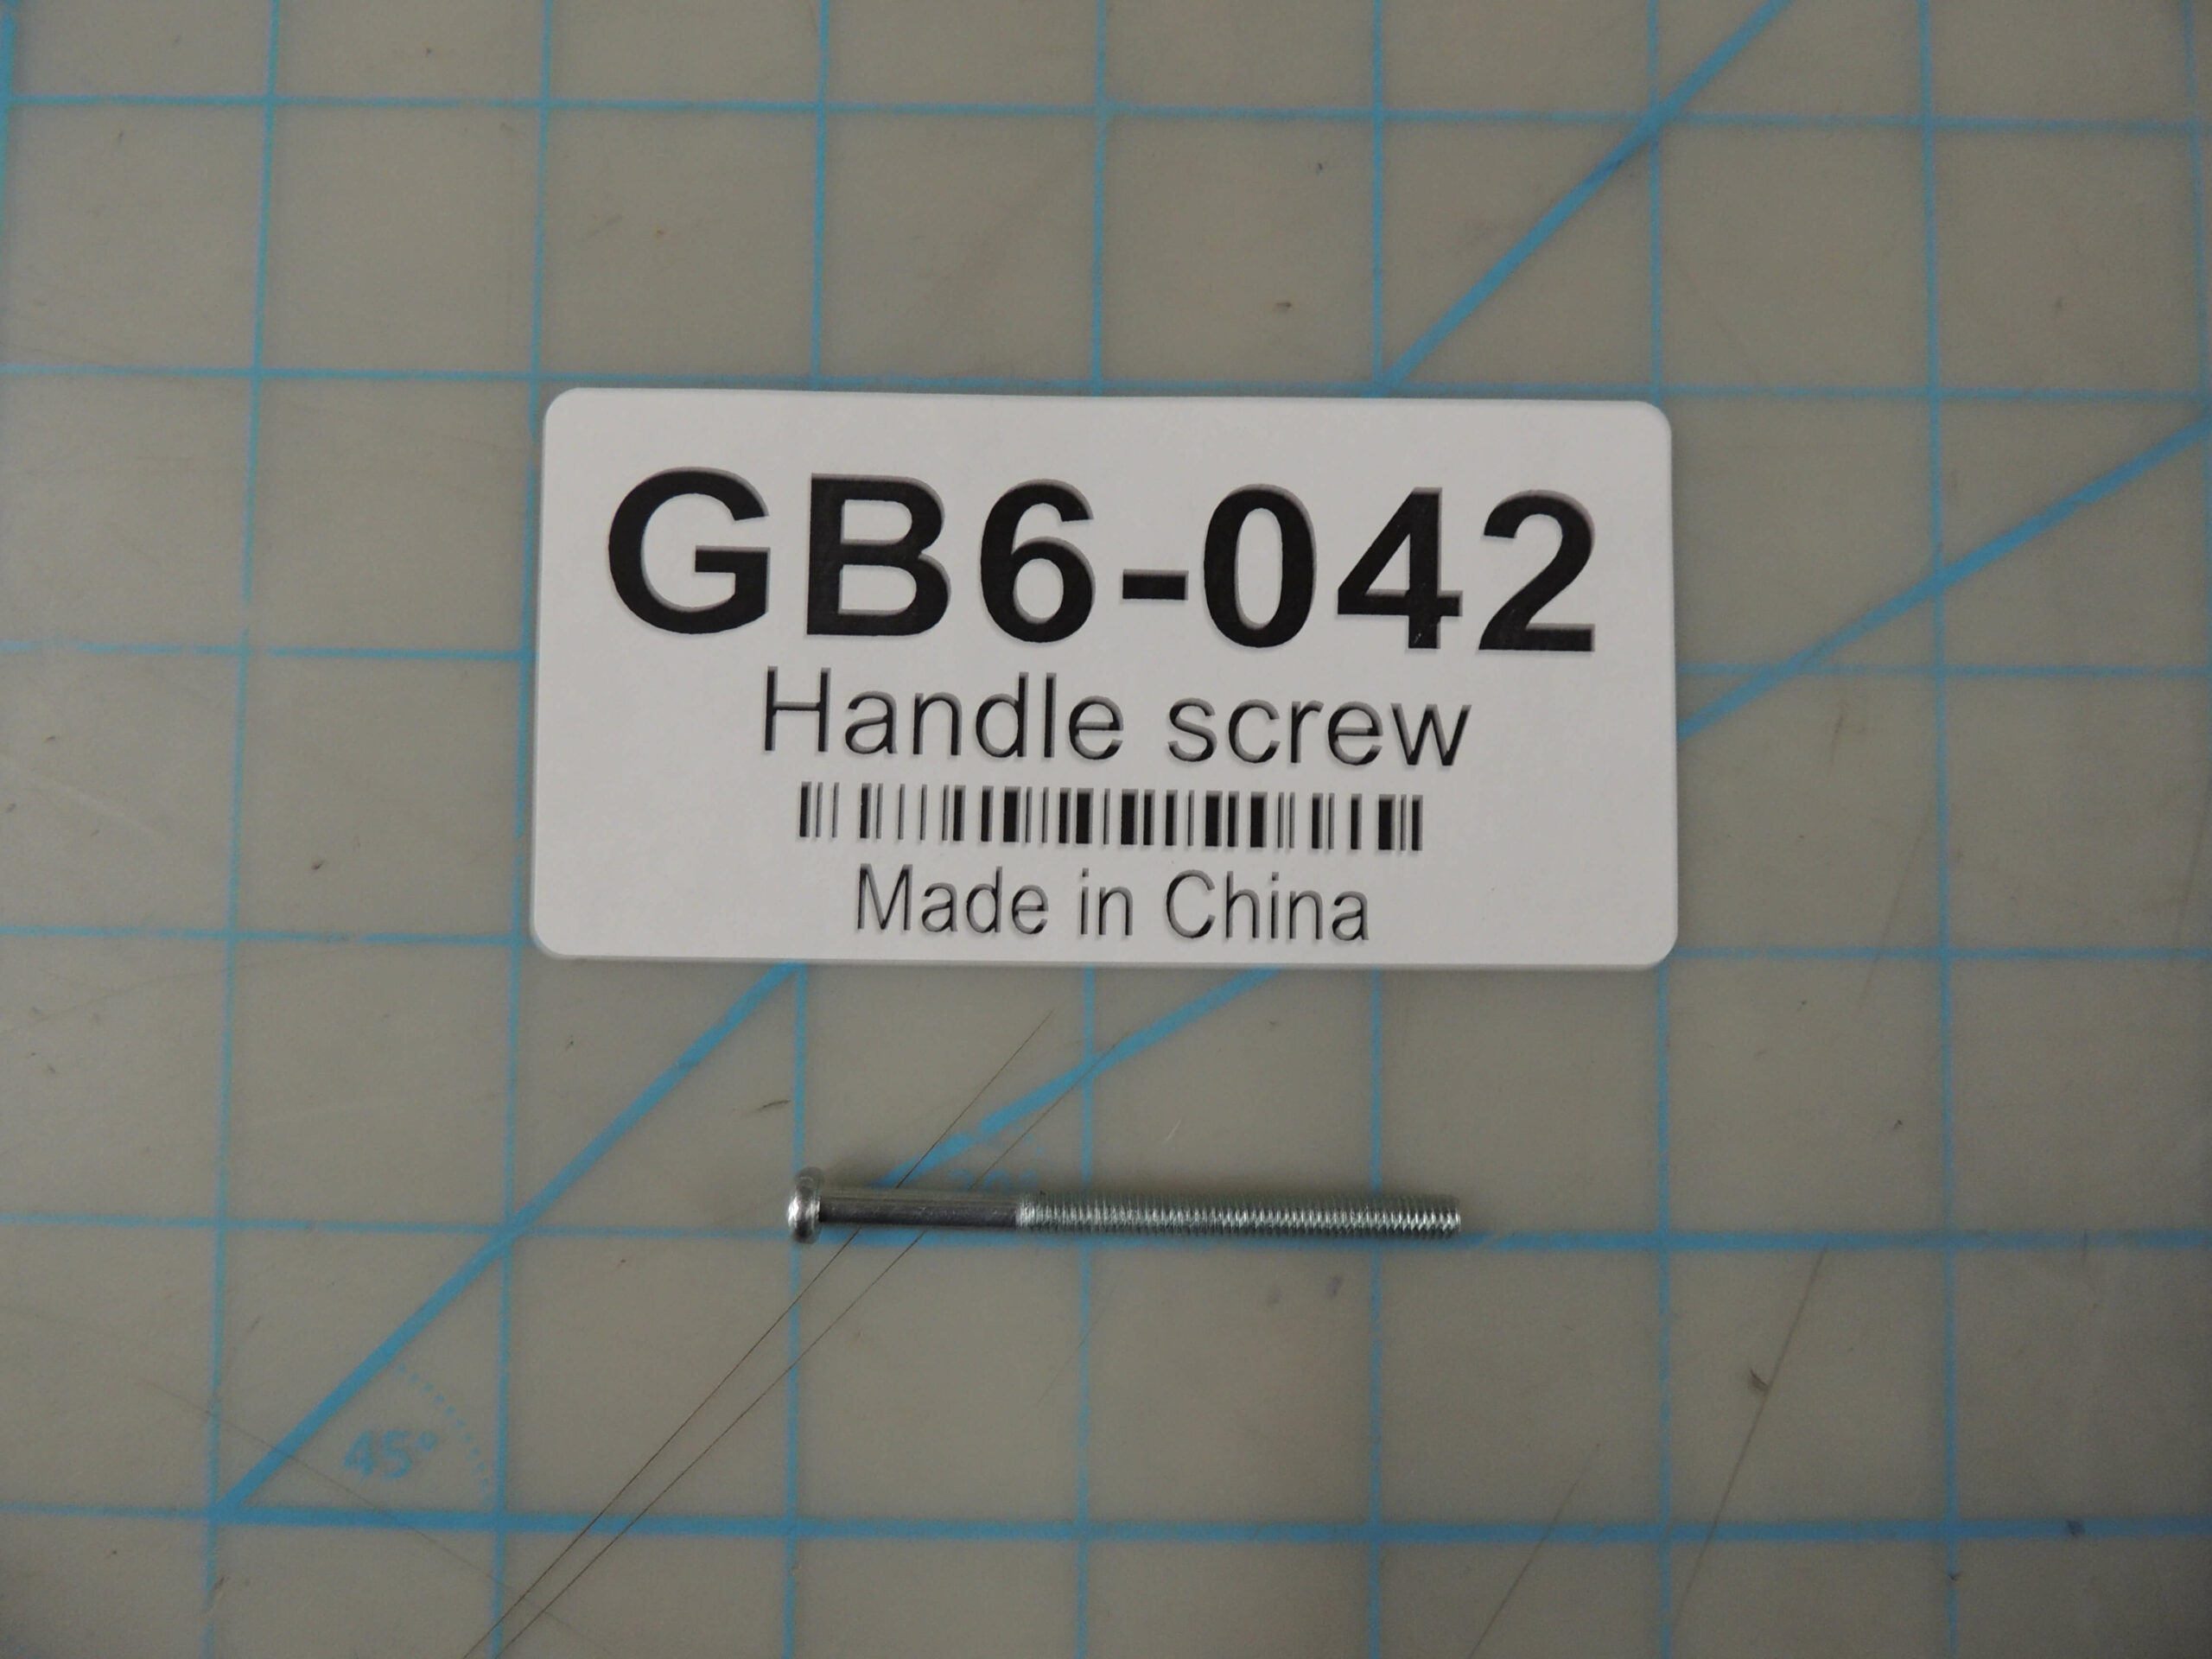 GB6-042
Handle screw
Made in China
45°